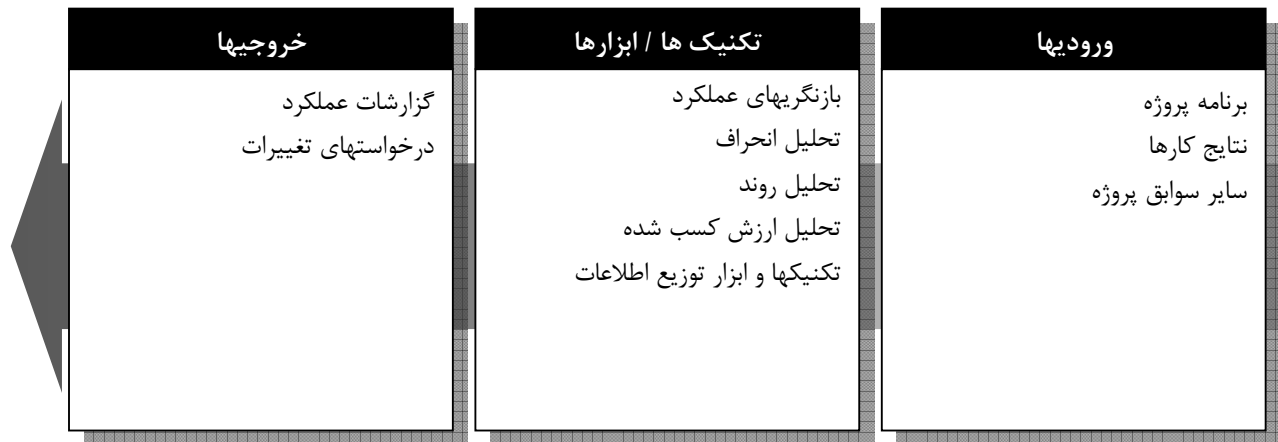 ورودیها
برنامه پروژه
نتایج کارها
سایر سوابق پروژه
تکنیک ها / ابزارها
بازنگریهای عملکرد
تحلیل انحراف
تحلیل روند
تحلیل ارزش کسب شده
تکنیکها و ابزار توزیع اطلاعات
خروجیها
گزارشات عملکرد
درخواستهای تغییرات